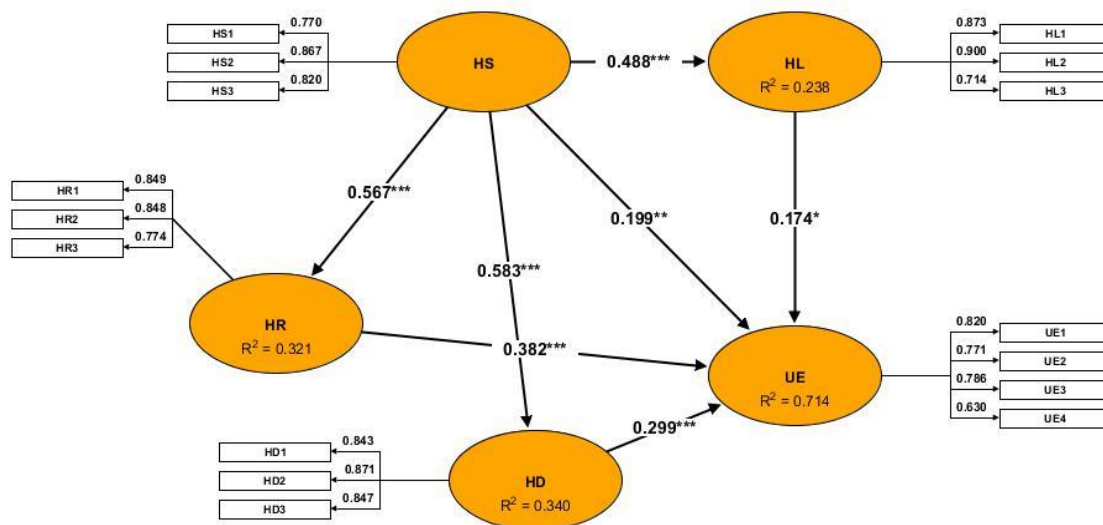 0.770
HS1
0.867
HS2
0.820
HS3
HS
0.488***
HL
R² = 0.238
0.873
HL1
0.900
HL2
0.714
HL3
0.849
HR1
0.848
HR2
0.774
HR3
0.567***
0.199**
0.174*
0.583***
HR
R² = 0.321
0.382***
UE
R² = 0.714
0.820
UE1
0.771
UE2
0.786
UE3
0.630
UE4
0.299***
0.843
HD1
0.871
HD2
0.847
HD3
HD
R² = 0.340